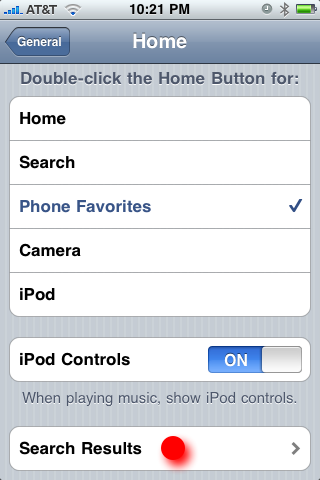 AT&T 10:21 PM
General
Home
Double-click the Home Button for:
Home
Search
Phone Favorites
Camera
iPod
iPod Controls ON
When playing music, show iPod controls.
Search Results